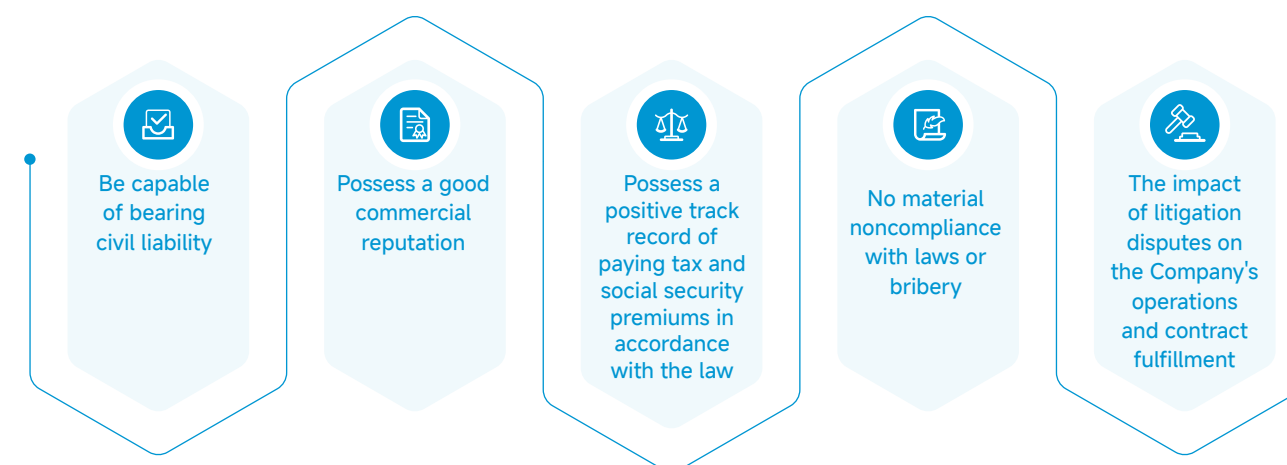 Be capable
of bearing
civil liability
Possess a good
commercial
reputation
Possess a
positive track
record of
paying tax and
social security
premiums in
accordance
with the law
No material
noncompliance
with laws or
bribery
The impact
of litigation
disputes on
the Company's
operations
and contract
fulfillment